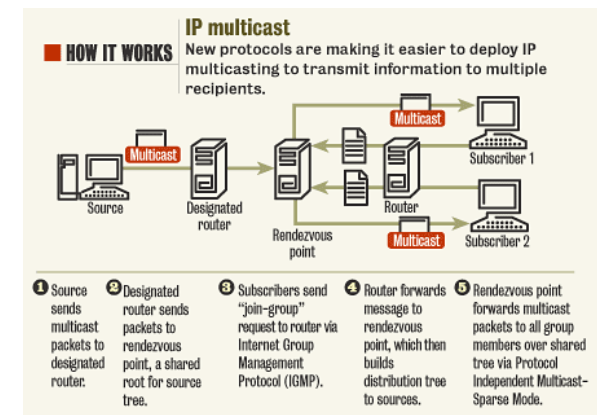 IP multicast
HOW IT WORKS
New protocols are making it easier to deploy IP
multicasting to transmit information to multiple
recipients.
Multicast
Multicast
Subscriber 1
Source
Designated
router
Rendezvous
point
Router
Multicast
Subscriber 2
1 Source
sends
multicast
packets to
designated
router.
2 Designated
router sends
packets to
rendezvous
point, a shared
root for source
tree.
3 Subscribers send
“join-group”
request to router via
Internet Group
Management
Protocol (IGMP).
4 Router forwards
message to
rendezvous
point, which then
builds
distribution tree
to sources.
5 Rendezvous point
forwards multicast
packets to all group
members over shared
tree via Protocol
Independent Multicast-
Sparse Mode.